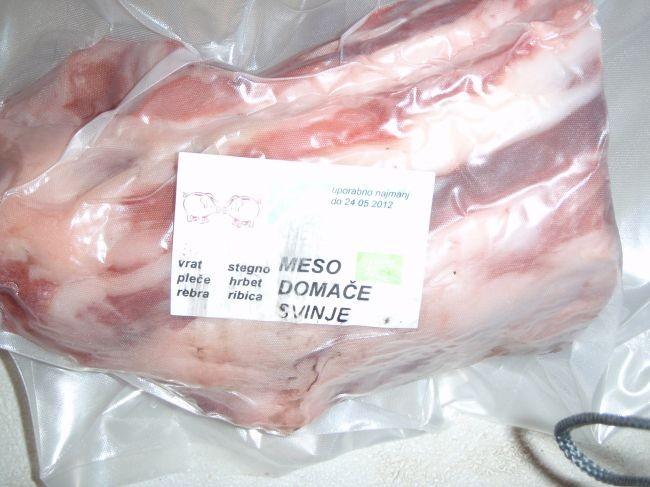 uporabno najmanj
do 24.05.2012
vrat stegno
pleče hrbet
rebra ribica
MESO
DOMAČE
SVINJE